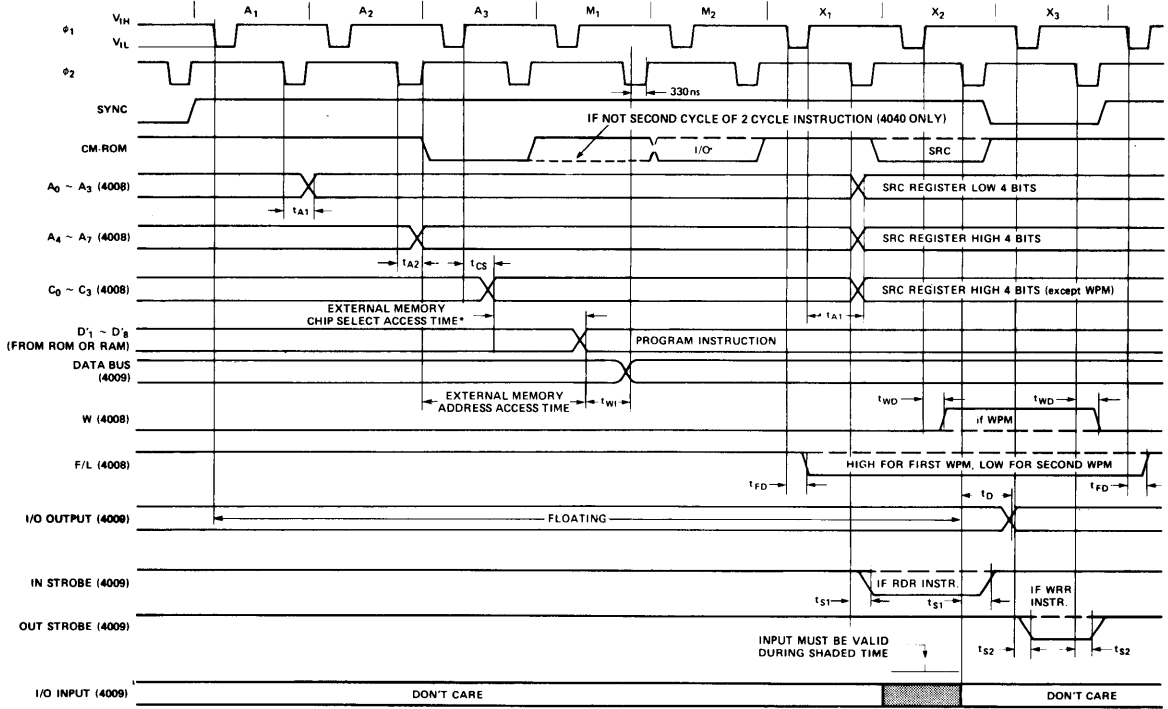 A1 A2 A3 M1 M2 X1 X2 X3
φ1 VIH
VIL
φ2
330ns
SYNC
IF NOT SECOND CYCLE OF 2 CYCLE INSTRUCTION (4040 ONLY)
CM-ROM I/O* SRC
A0 ~ A3 (4008) SRC REGISTER LOW 4 BITS
tA1
A4 ~ A7 (4008) SRC REGISTER HIGH 4 BITS
tA2 tCS
C0 ~ C3 (4008) SRC REGISTER HIGH 4 BITS (except WPM)
EXTERNAL MEMORY
CHIP SELECT ACCESS TIME* tA1
D'1 ~ D'8
(FROM ROM OR RAM) PROGRAM INSTRUCTION
DATA BUS
(4009)
EXTERNAL MEMORY
ADDRESS ACCESS TIME tWI
tWD tWD
W (4008) if WPM
F/L (4008) HIGH FOR FIRST WPM, LOW FOR SECOND WPM
tFD tD tFD
I/O OUTPUT (4009) FLOATING
IN STROBE (4009) IF RDR INSTR. IF WRR
INSTR.
tS1 tS1
OUT STROBE (4009)
INPUT MUST BE VALID
DURING SHADED TIME
tS2 tS2
I/O INPUT (4009) DON'T CARE DON'T CARE